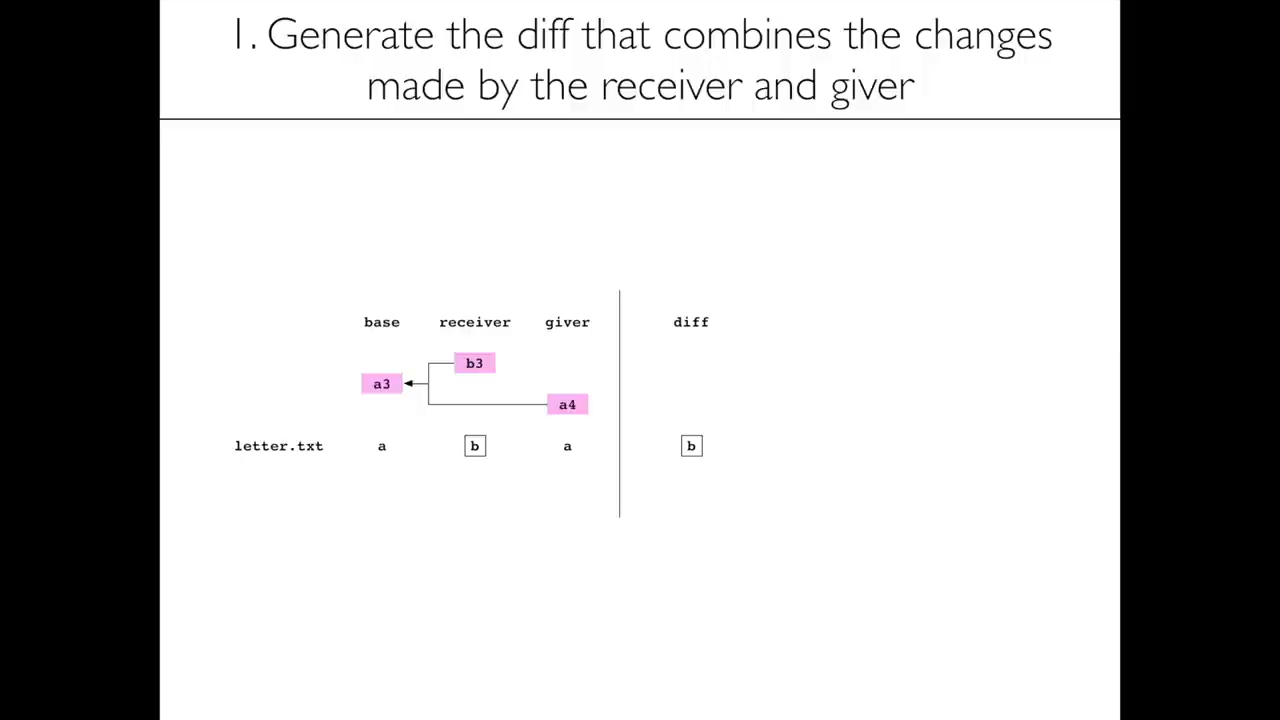 1. Generate the diff that combines the changes
made by the receiver and giver
base receiver giver diff
b3
a3
a4
letter.txt a b a b